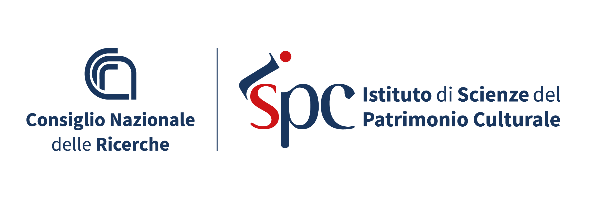 Consiglio Nazionale
delle Ricerche
ispc
Istituto di Scienze del
Patrimonio Culturale